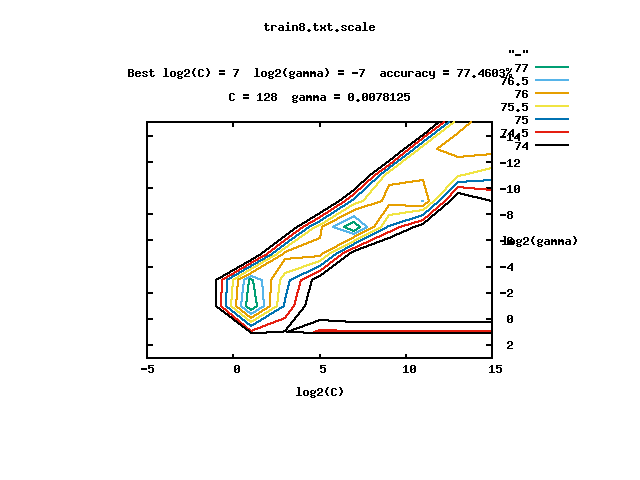 train8.txt.scale
"-"
Best log2(C) = 7 log2(gamma) = -7 accuracy = 77.4603%
77
76.5
C = 128 gamma = 0.0078125
76
75.5
75
74.5
74
-14
-12
-10
-8
-6
log2(gamma)
-4
-2
0
2
-5 0 5 10 15
log2(C)